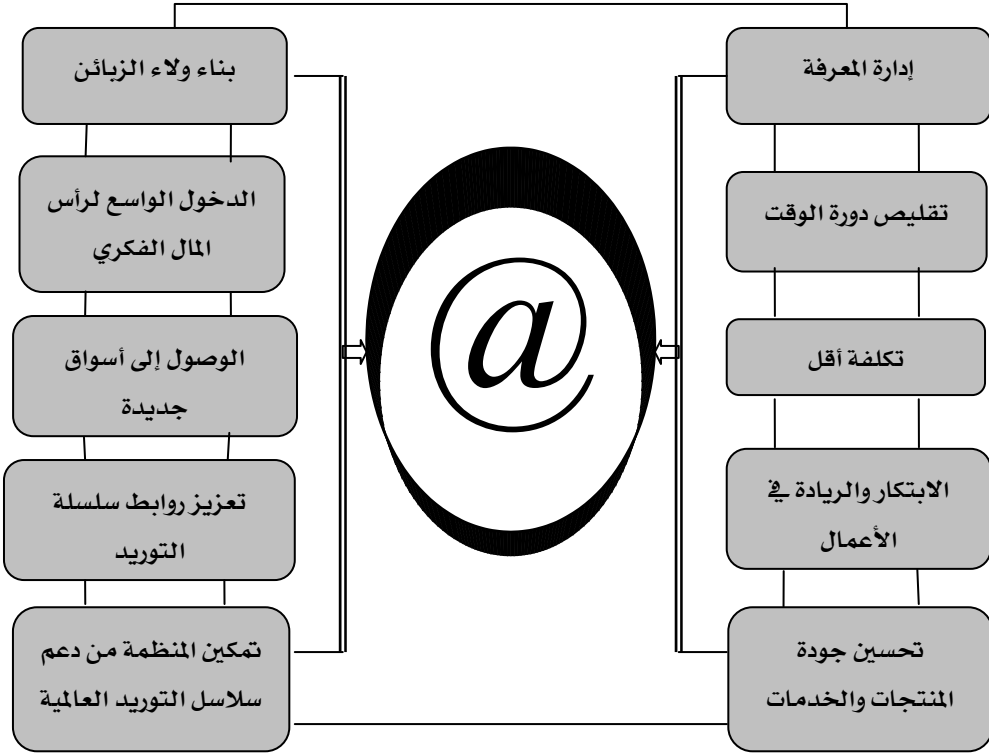 إدارة المعرفة
تقليص دورة الوقت
تكلفة أقل
الابتكار والريادة في
الأعمال
تحسين جودة
المنتجات والخدمات
@
بناء ولاء الزبائن
الدخول الواسع لرأس
المال الفكري
الوصول إلى أسواق
جديدة
تعزيز روابط سلسلة
التوريد
تمكين المنظمة من دعم
سلاسل التوريد العالمية